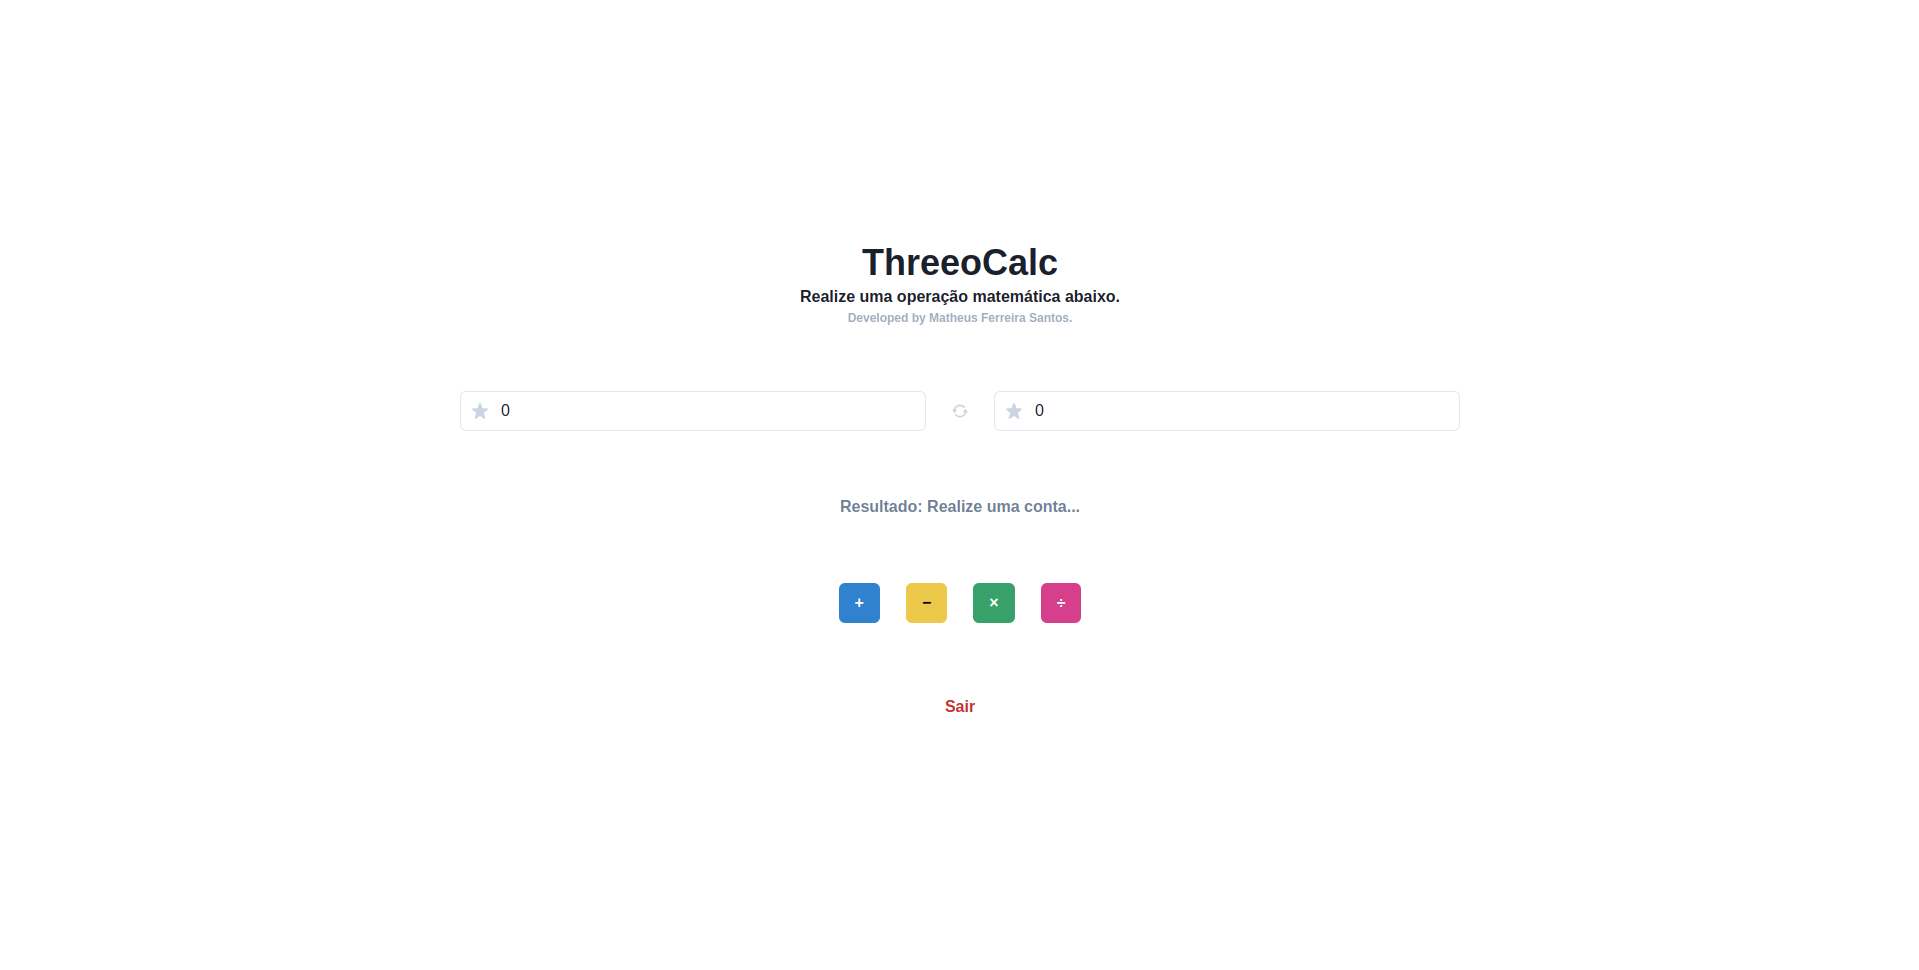 ThreeoCalc
Realize uma operação matemática abaixo.
Developed by Matheus Ferreira Santos.
0
0
Resultado: Realize uma conta...
+ − × ÷
Sair